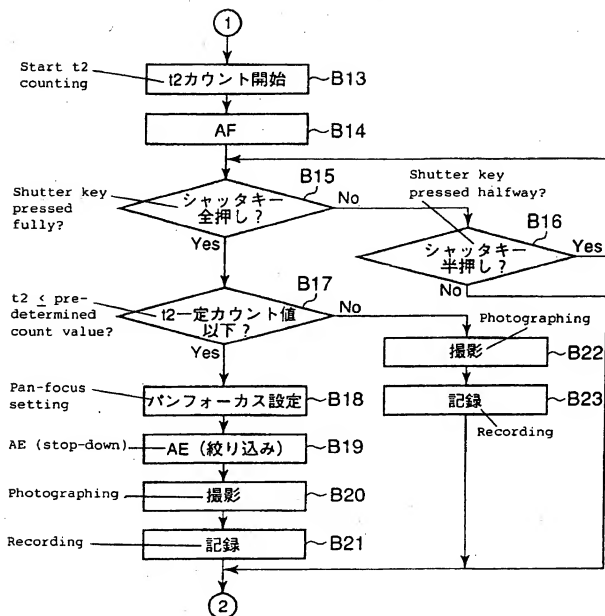 1
Start t2
counting
t2カウント開始
B13
AF
B14
B15
Shutter key
pressed
fully?
シャッタキー
全押し?
No
Yes
Shutter key
pressed halfway?
B16
シャッタキー
半押し?
Yes
No
B17
t2 ≤ pre-
determined
count value?
t2一定カウント値
以下?
No
Yes
Photographing
撮影
B22
Pan-focus
setting
パンフォーカス設定
B18
記録
B23
Recording
AE (stop-down)
AE(絞り込み)
B19
Photographing
撮影
B20
Recording
記録
B21
2